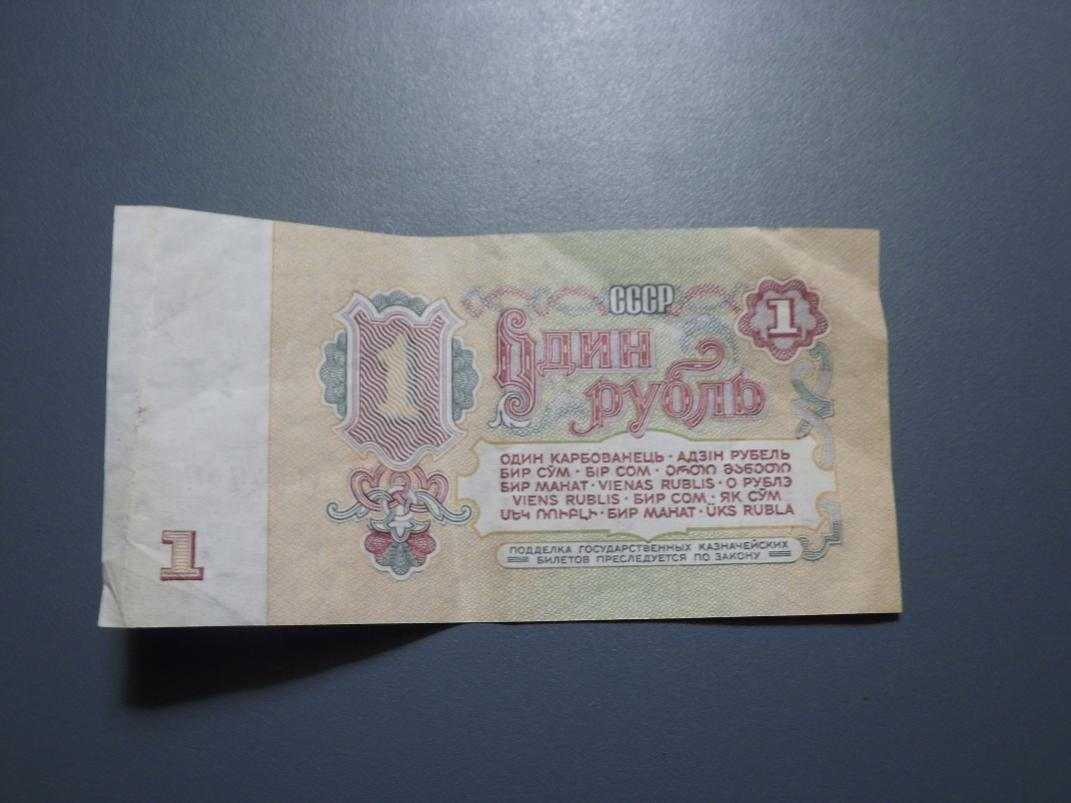 СССР
1
1
Один
рубль
ОДИН КАРБОВАНЕЦЬ · АДЗІН РУБЕЛЬ
БИР СЎМ · БІР СОМ · ᲔᲠᲗᲘ ᲛᲐᲜᲔᲗᲘ
БИР МАНАТ · VIENAS RUBLIS · О РУБЛЭ
VIENS RUBLIS · БИР СОМ · ЯК СӮМ
ՄԵԿ ՌՈՒԲԼԻ · БИР МАНАТ · ÜKS RUBLA
ПОДДЕЛКА ГОСУДАРСТВЕННЫХ КАЗНАЧЕЙСКИХ
БИЛЕТОВ ПРЕСЛЕДУЕТСЯ ПО ЗАКОНУ
1